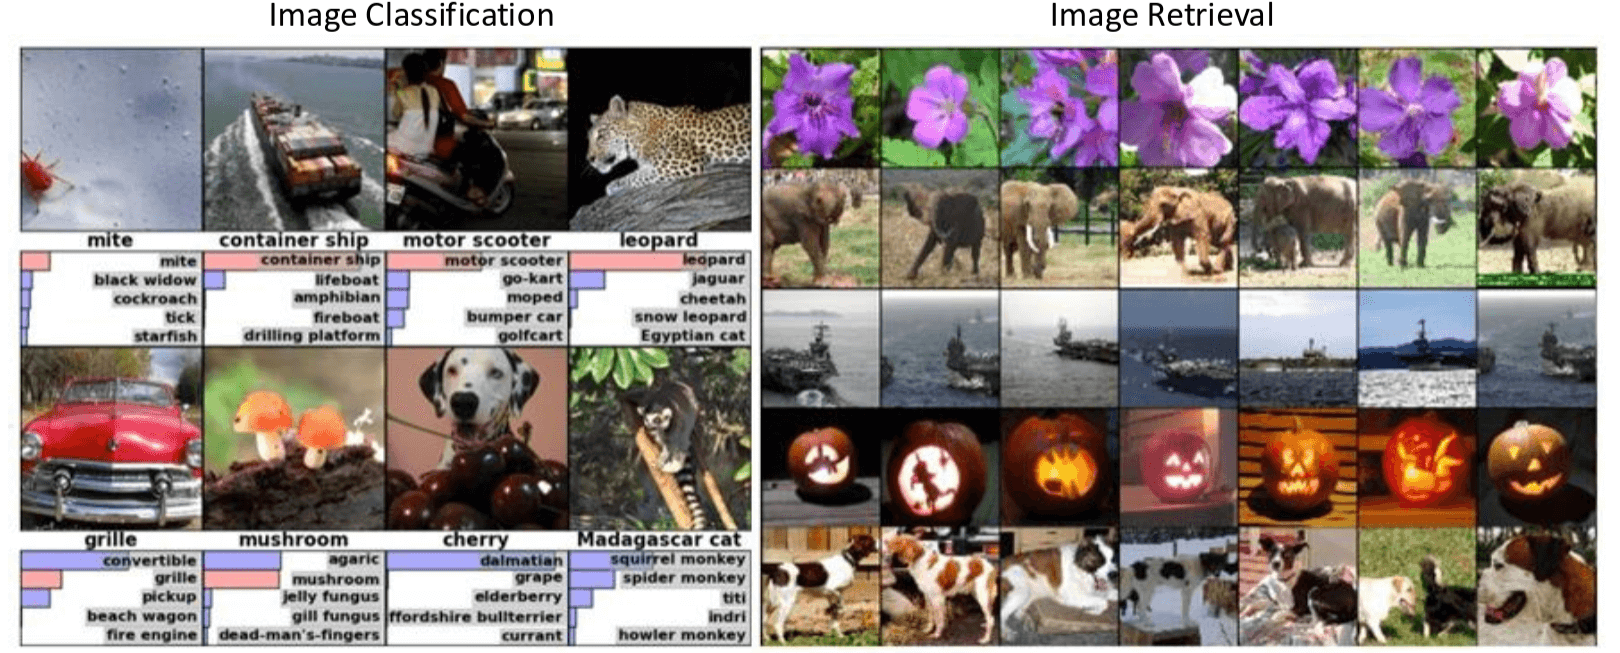 Image Classification
Image Retrieval
mite
container ship
motor scooter
leopard
mite
black widow
cockroach
tick
starfish
container ship
lifeboat
amphibian
fireboat
drilling platform
motor scooter
go-kart
moped
bumper car
golfcart
leopard
jaguar
cheetah
snow leopard
Egyptian cat
grille
mushroom
cherry
Madagascar cat
convertible
grille
pickup
beach wagon
fire engine
agaric
mushroom
jelly fungus
gill fungus
dead-man's-fingers
dalmatian
grape
elderberry
ffordshire bullterrier
currant
squirrel monkey
spider monkey
titi
indri
howler monkey